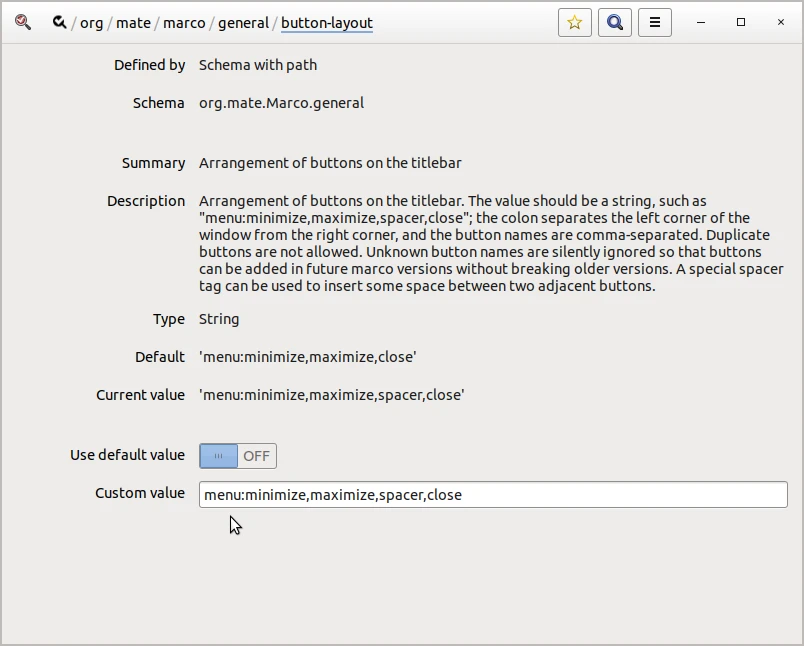 / org / mate / marco / general / button-layout
Defined by Schema with path
Schema org.mate.Marco.general
Summary Arrangement of buttons on the titlebar
Description Arrangement of buttons on the titlebar. The value should be a string, such as
"menu:minimize,maximize,spacer,close"; the colon separates the left corner of the
window from the right corner, and the button names are comma-separated. Duplicate
buttons are not allowed. Unknown button names are silently ignored so that buttons
can be added in future marco versions without breaking older versions. A special spacer
tag can be used to insert some space between two adjacent buttons.
Type String
Default 'menu:minimize,maximize,close'
Current value 'menu:minimize,maximize,spacer,close'
Use default value OFF
Custom value menu:minimize,maximize,spacer,close